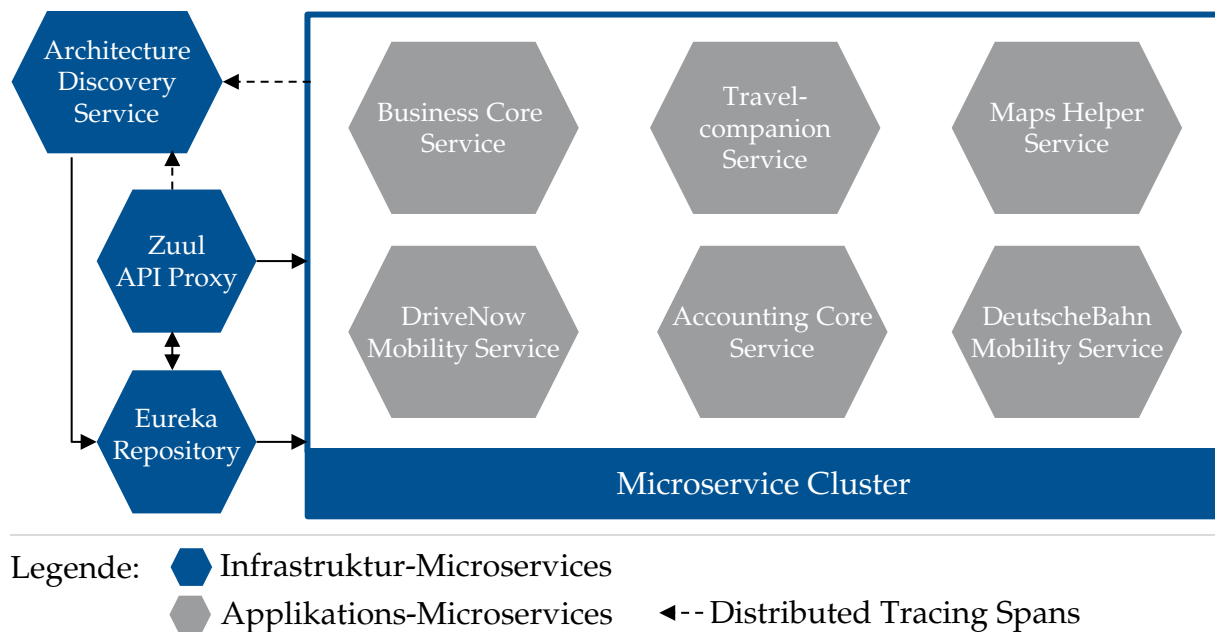 Architecture
Discovery
Service
Zuul
API Proxy
Eureka
Repository
Business Core
Service
Travel-
companion
Service
Maps Helper
Service
DriveNow
Mobility Service
Accounting Core
Service
DeutscheBahn
Mobility Service
Microservice Cluster
Legende:
Infrastruktur-Microservices
Applikations-Microservices
Distributed Tracing Spans